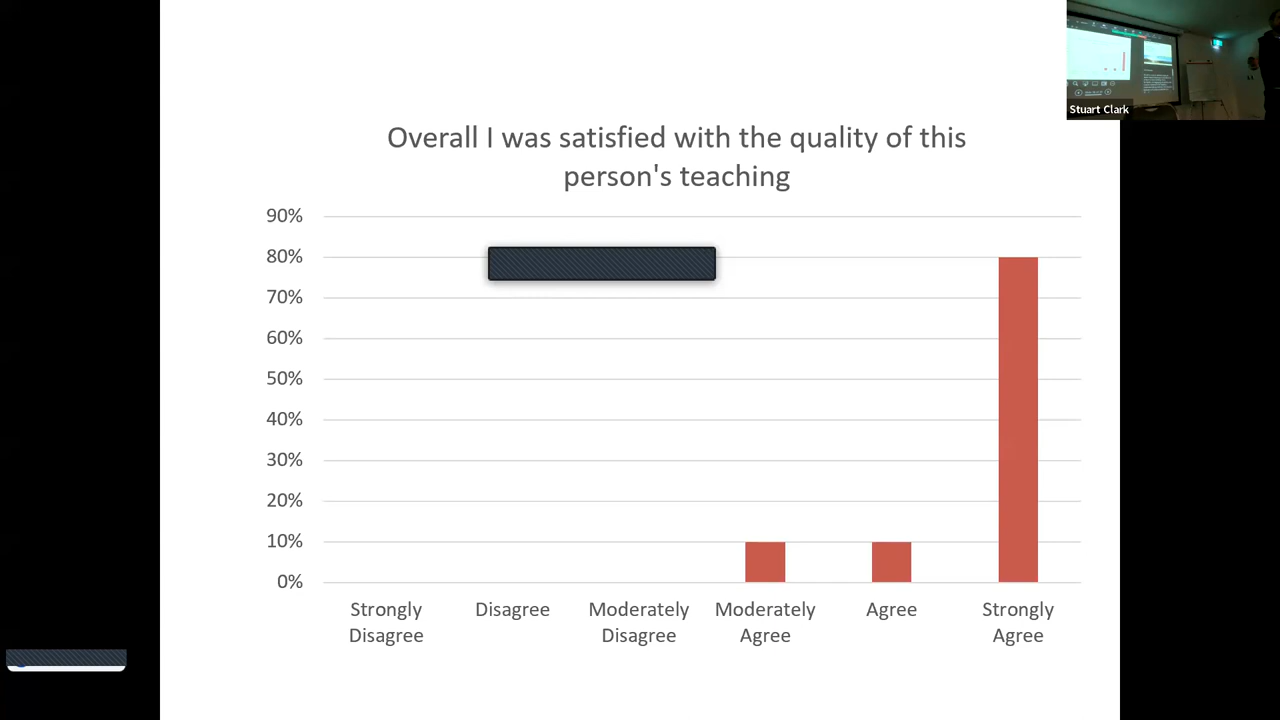 Stuart Clark
Overall I was satisfied with the quality of this
person's teaching
90%
80%
70%
60%
50%
40%
30%
20%
10%
0%
Strongly Disagree
Disagree
Moderately Disagree
Moderately Agree
Agree
Strongly Agree